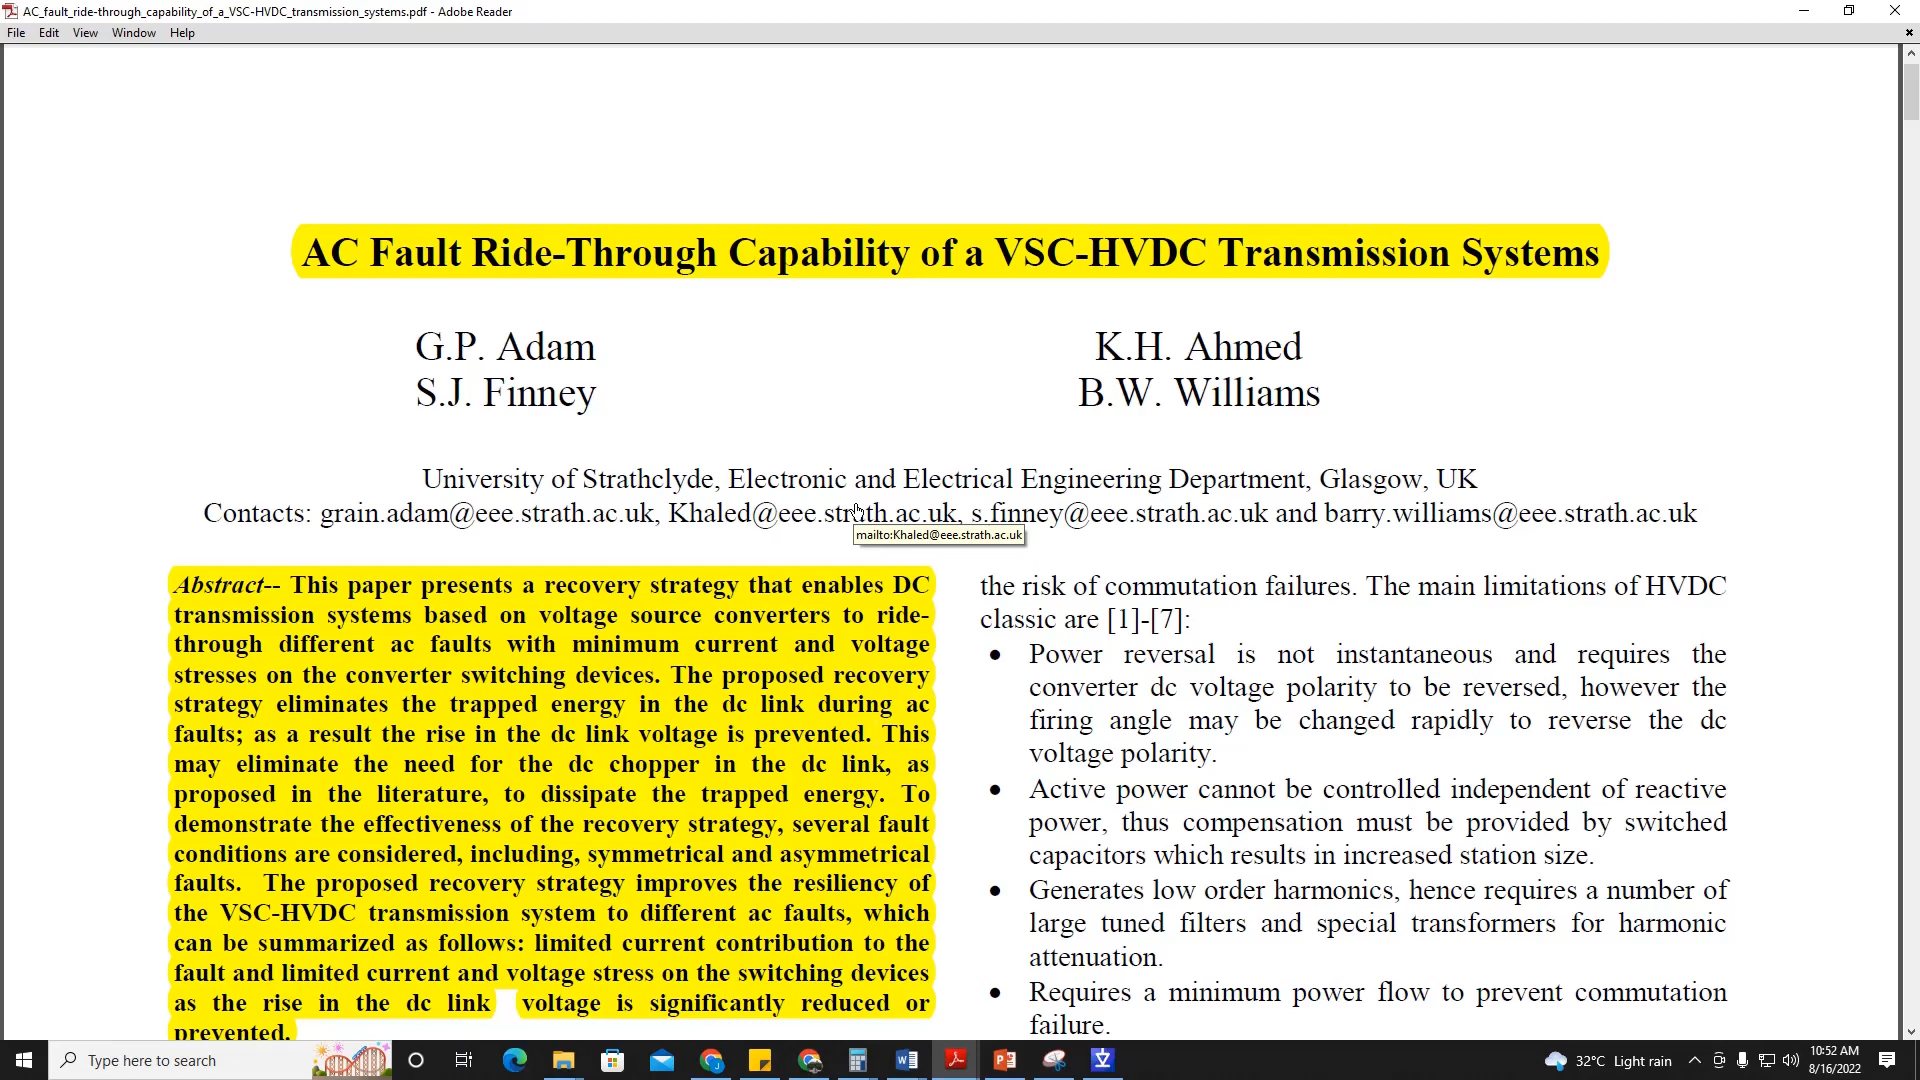 AC_fault_ride-through_capability_of_a_VSC-HVDC_transmission_systems.pdf - Adobe Reader
File Edit View Window Help
AC Fault Ride-Through Capability of a VSC-HVDC Transmission Systems
G.P. Adam
S.J. Finney
K.H. Ahmed
B.W. Williams
University of Strathclyde, Electronic and Electrical Engineering Department, Glasgow, UK
Contacts: grain.adam@eee.strath.ac.uk, Khaled@eee.strath.ac.uk, s.finney@eee.strath.ac.uk and barry.williams@eee.strath.ac.uk
mailto:Khaled@eee.strath.ac.uk
Abstract-- This paper presents a recovery strategy that enables DC
transmission systems based on voltage source converters to ride-
through different ac faults with minimum current and voltage
stresses on the converter switching devices. The proposed recovery
strategy eliminates the trapped energy in the dc link during ac
faults; as a result the rise in the dc link voltage is prevented. This
may eliminate the need for the dc chopper in the dc link, as
proposed in the literature, to dissipate the trapped energy. To
demonstrate the effectiveness of the recovery strategy, several fault
conditions are considered, including, symmetrical and asymmetrical
faults. The proposed recovery strategy improves the resiliency of
the VSC-HVDC transmission system to different ac faults, which
can be summarized as follows: limited current contribution to the
fault and limited current and voltage stress on the switching devices
as the rise in the dc link voltage is significantly reduced or
prevented.
the risk of commutation failures. The main limitations of HVDC
classic are [1]-[7]:
• Power reversal is not instantaneous and requires the
converter dc voltage polarity to be reversed, however the
firing angle may be changed rapidly to reverse the dc
voltage polarity.
• Active power cannot be controlled independent of reactive
power, thus compensation must be provided by switched
capacitors which results in increased station size.
• Generates low order harmonics, hence requires a number of
large tuned filters and special transformers for harmonic
attenuation.
• Requires a minimum power flow to prevent commutation
failure.
Type here to search
32°C Light rain
10:52 AM
8/16/2022